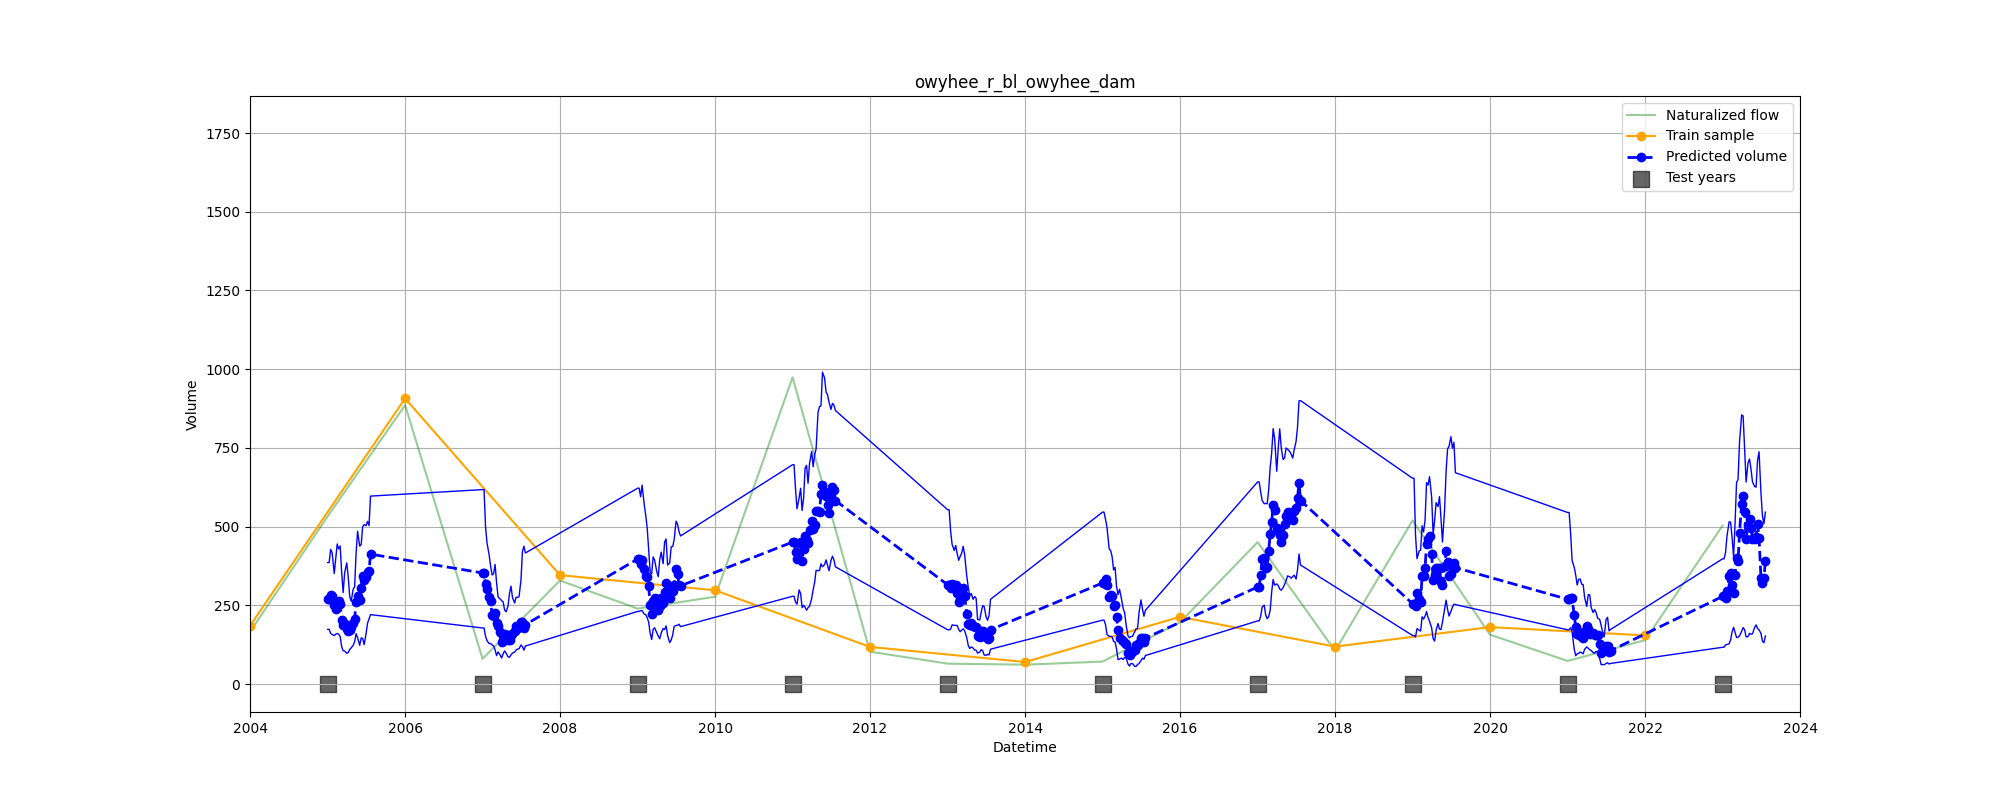 owyhee_r_bl_owyhee_dam
Naturalized flow
Train sample
Predicted volume
Test years
1750
1500
1250
1000
750
500
250
0
Volume
2004 2006 2008 2010 2012 2014 2016 2018 2020 2022 2024
Datetime